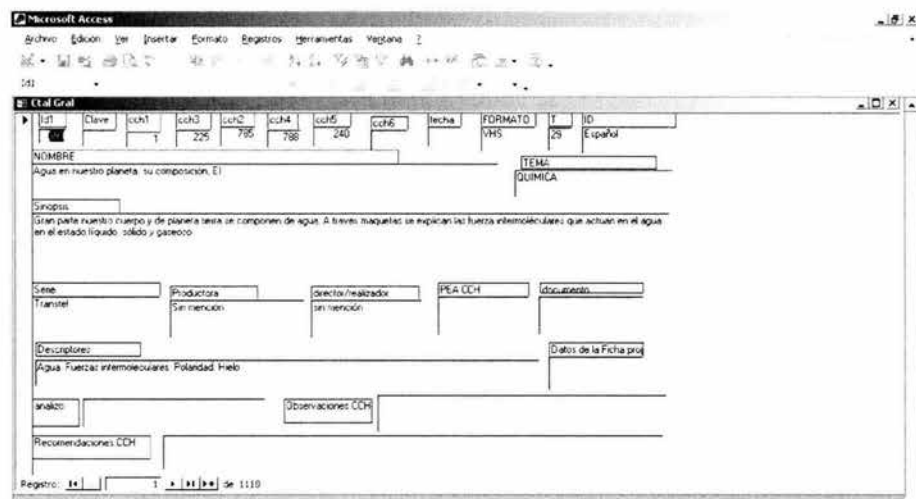 Microsoft Access
Archivo Edición Ver Insertar Formato Registros Herramientas Ventana ?
Id1
Ctal Gral
Id1 Clave cch1 cch3 cch2 cch4 cch5 cch6 fecha FORMATO T ID
1 225 785 788 240 VHS 29 Español
NOMBRE
TEMA
Agua en nuestro planeta, su composición, El
QUIMICA
Sinopsis
Gran parte nuestro cuerpo y de planeta tierra se componen de agua. A traves maquetas se explican las fuerza intermoléculares que actuan en el agua
en el estado líquido, sólido y gaseoso
Serie Productora director/realizador PEA CCH documento
Transtel Sin mención sin mención
Descriptores Datos de la Ficha proj
Agua. Fuerzas intermoleculares. Polaridad. Hielo
analizo Observaciones CCH
Recomendaciones CCH
Registro: 1 de 1118